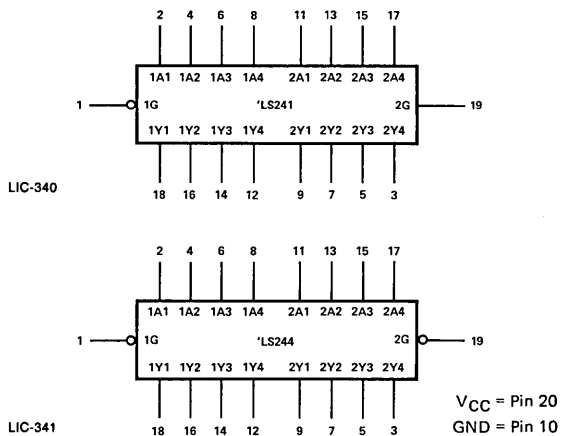 2 4 6 8 11 13 15 17
1A1 1A2 1A3 1A4 2A1 2A2 2A3 2A4
1 1G 'LS241 2G 19
1Y1 1Y2 1Y3 1Y4 2Y1 2Y2 2Y3 2Y4
18 16 14 12 9 7 5 3
LIC-340
2 4 6 8 11 13 15 17
1A1 1A2 1A3 1A4 2A1 2A2 2A3 2A4
1 1G 'LS244 2G 19
1Y1 1Y2 1Y3 1Y4 2Y1 2Y2 2Y3 2Y4
18 16 14 12 9 7 5 3
LIC-341
VCC = Pin 20
GND = Pin 10